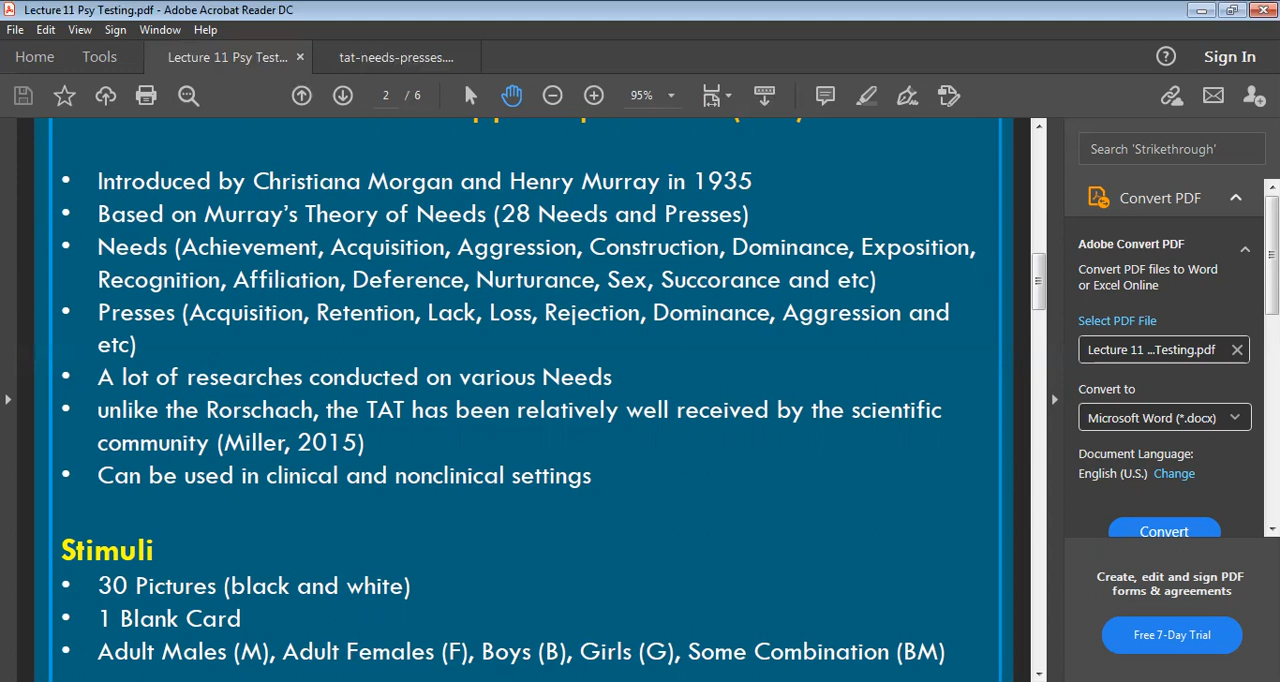 Lecture 11 Psy Testing.pdf - Adobe Acrobat Reader DC
File Edit View Sign Window Help
Home Tools Lecture 11 Psy Test... × tat-needs-presses.... Sign In
2 / 6 95%
Search 'Strikethrough'
• Introduced by Christiana Morgan and Henry Murray in 1935
• Based on Murray's Theory of Needs (28 Needs and Presses)
• Needs (Achievement, Acquisition, Aggression, Construction, Dominance, Exposition,
Recognition, Affiliation, Deference, Nurturance, Sex, Succorance and etc)
• Presses (Acquisition, Retention, Lack, Loss, Rejection, Dominance, Aggression and
etc)
• A lot of researches conducted on various Needs
• unlike the Rorschach, the TAT has been relatively well received by the scientific
community (Miller, 2015)
• Can be used in clinical and nonclinical settings
Stimuli
• 30 Pictures (black and white)
• 1 Blank Card
• Adult Males (M), Adult Females (F), Boys (B), Girls (G), Some Combination (BM)
Convert PDF
Adobe Convert PDF
Convert PDF files to Word
or Excel Online
Select PDF File
Lecture 11 ...Testing.pdf
Convert to
Microsoft Word (*.docx)
Document Language:
English (U.S.) Change
Convert
Create, edit and sign PDF
forms & agreements
Free 7-Day Trial